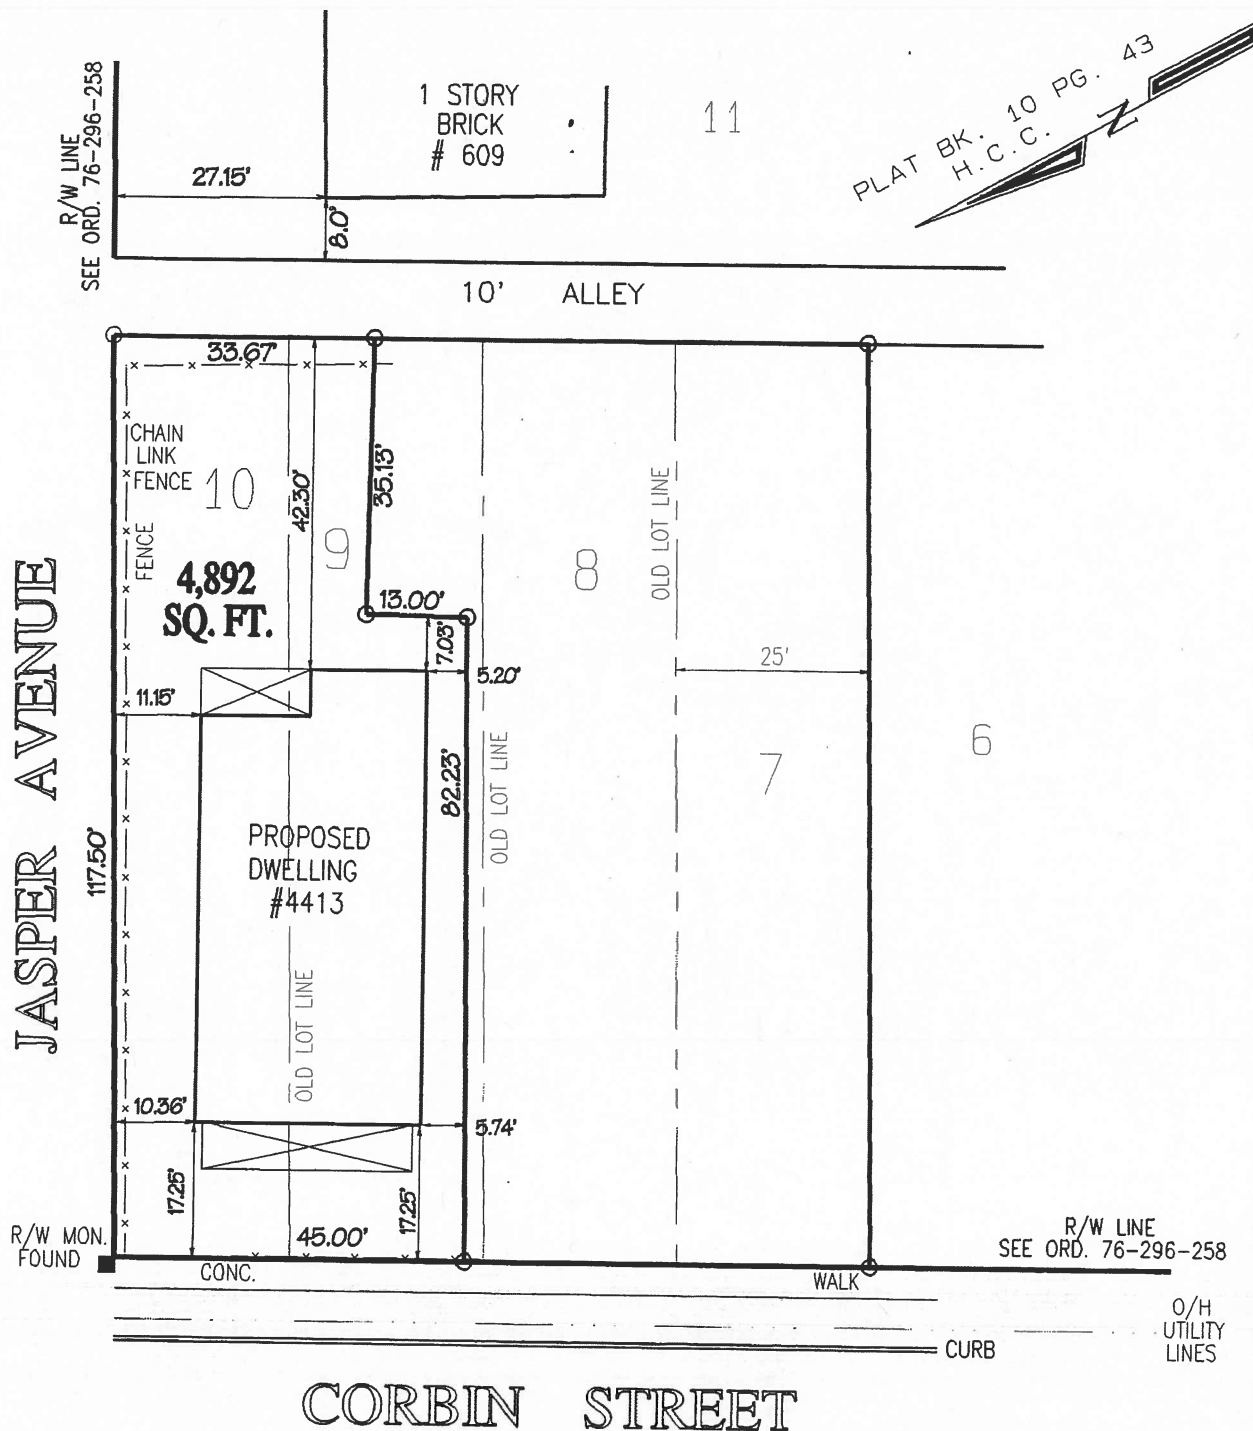 R/W LINE
SEE ORD. 76-296-258
1 STORY
BRICK
# 609
11
PLAT BK. 10 PG. 43
H.C.C.
N
27.15'
8.0'
10' ALLEY
33.67'
CHAIN
LINK
FENCE
10
FENCE
42.30'
9
35.13'
8
OLD LOT LINE
4,892
SQ. FT.
13.00'
7.03'
5.20'
25'
11.15'
6
7
82.23'
OLD LOT LINE
JASPER AVENUE
117.50'
PROPOSED
DWELLING
#4413
OLD LOT LINE
10.36'
5.74'
17.25'
17.25'
45.00'
R/W MON.
FOUND
CONC.
WALK
R/W LINE
SEE ORD. 76-296-258
O/H
UTILITY
LINES
CURB
CORBIN STREET